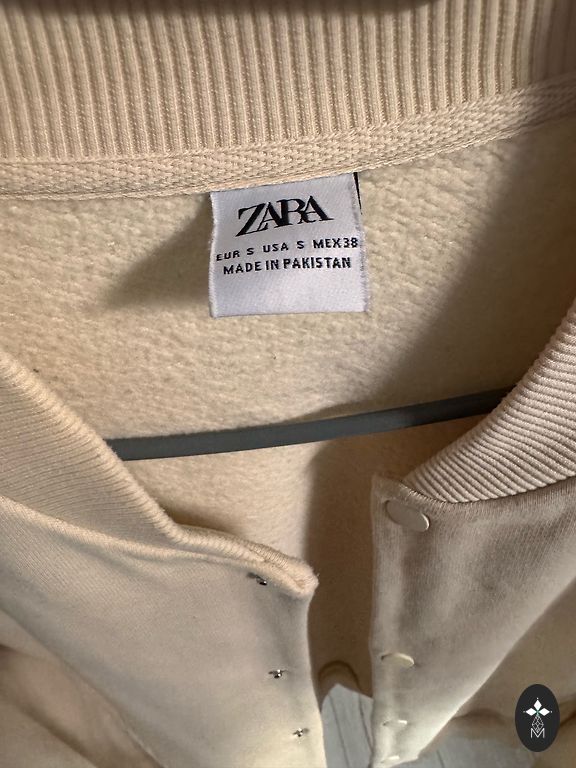 ZARA
EUR S USA S MEX38
MADE IN PAKISTAN
M